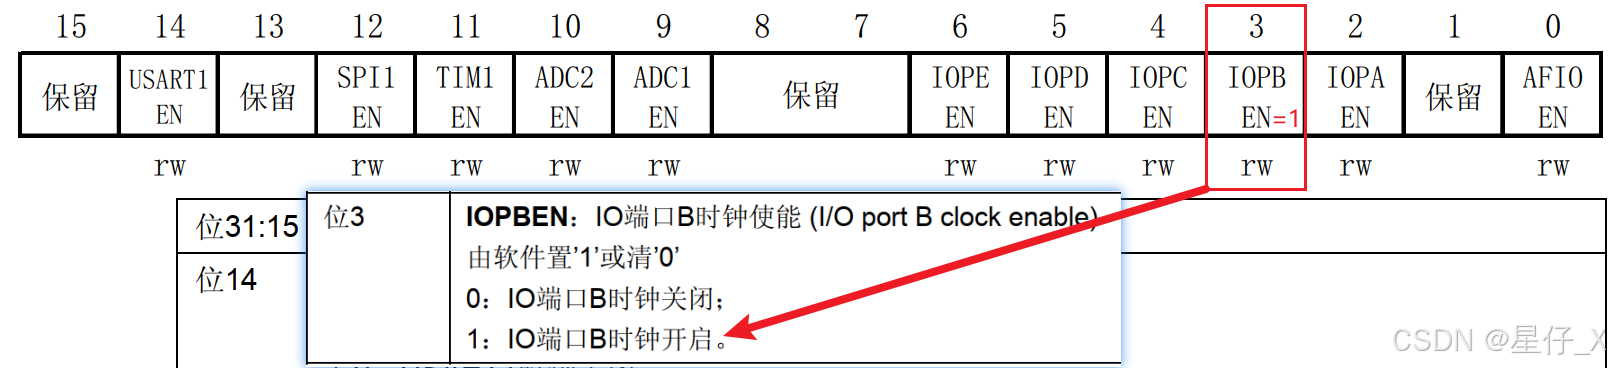 15 14 13 12 11 10 9 8 7 6 5 4 3 2 1 0
保留 USART1 EN 保留 SPI1 EN TIM1 EN ADC2 EN ADC1 EN 保留 IOPE EN IOPD EN IOPC EN IOPB EN=1 IOPA EN 保留 AFIO EN
rw rw rw rw rw rw rw rw rw rw rw
位31:15
位14
位3
IOPBEN：IO端口B时钟使能 (I/O port B clock enable)
由软件置’1’或清’0’
0：IO端口B时钟关闭；
1：IO端口B时钟开启。
CSDN @星仔_X